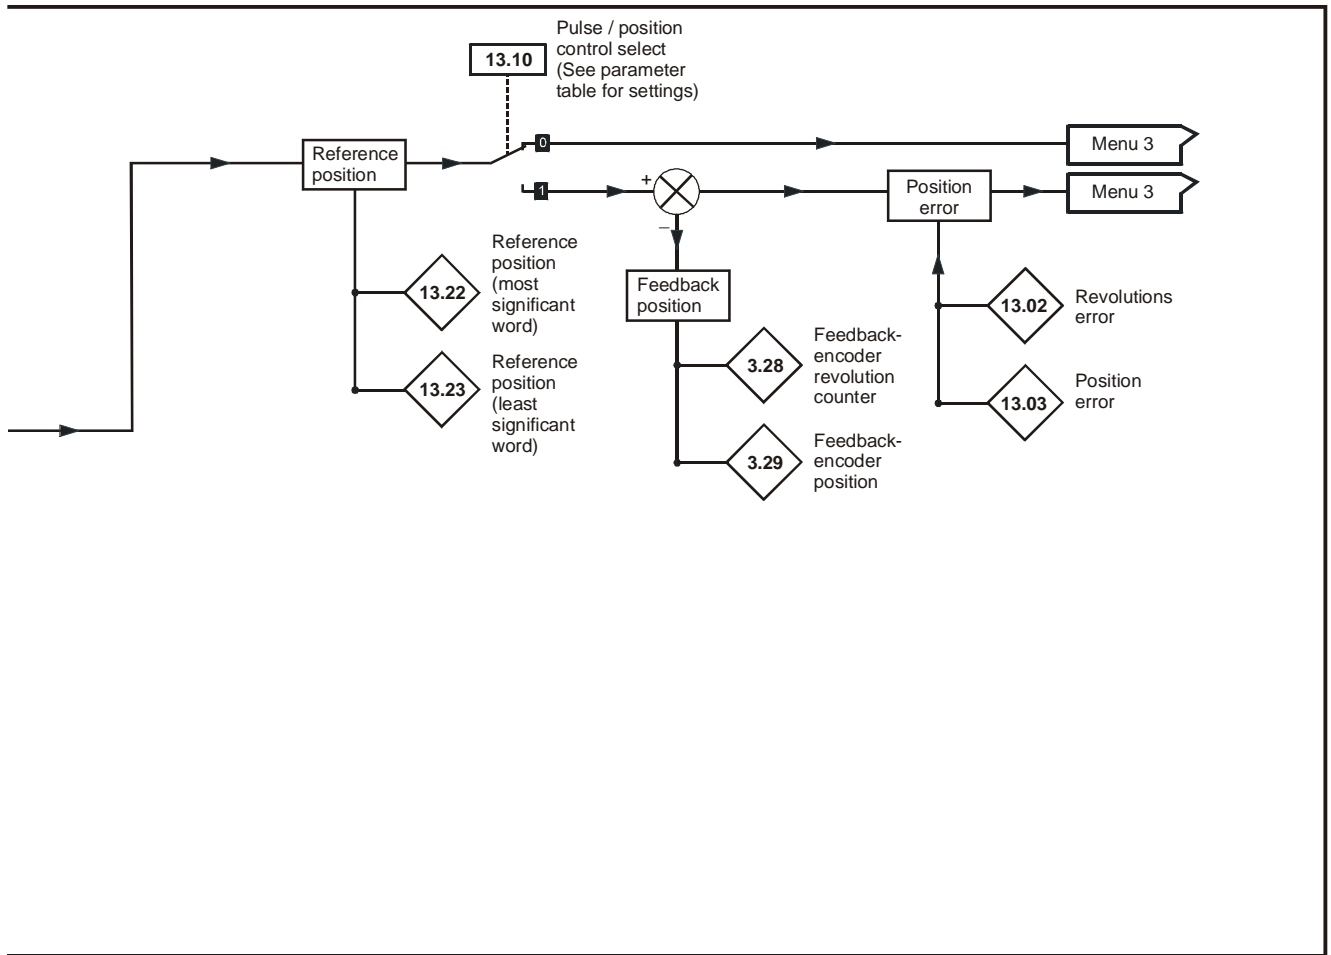 Pulse / position
control select
(See parameter
table for settings)
13.10
0
Menu 3
Reference
position
1
+
Position
error
Menu 3
–
Reference
position
(most
significant
word)
13.22
Feedback
position
13.02
Revolutions
error
3.28
Feedback-
encoder
revolution
counter
13.23
Reference
position
(least
significant
word)
13.03
Position
error
3.29
Feedback-
encoder
position